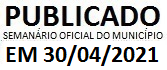 PUBLICADO
SEMANÁRIO OFICIAL DO MUNICÍPIO
EM 30/04/2021